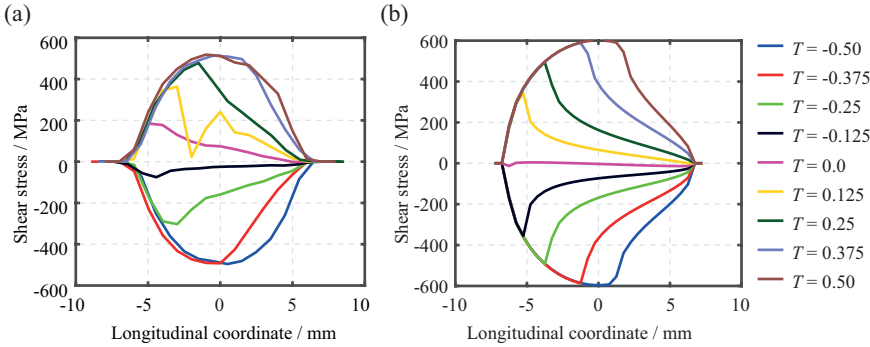 (a)
600
400
200
0
-200
-400
-600
-10
-5
0
5
10
Shear stress / MPa
Longitudinal coordinate / mm
(b)
600
400
200
0
-200
-400
-600
-10
-5
0
5
10
Shear stress / MPa
Longitudinal coordinate / mm
T = -0.50
T = -0.375
T = -0.25
T = -0.125
T = 0.0
T = 0.125
T = 0.25
T = 0.375
T = 0.50